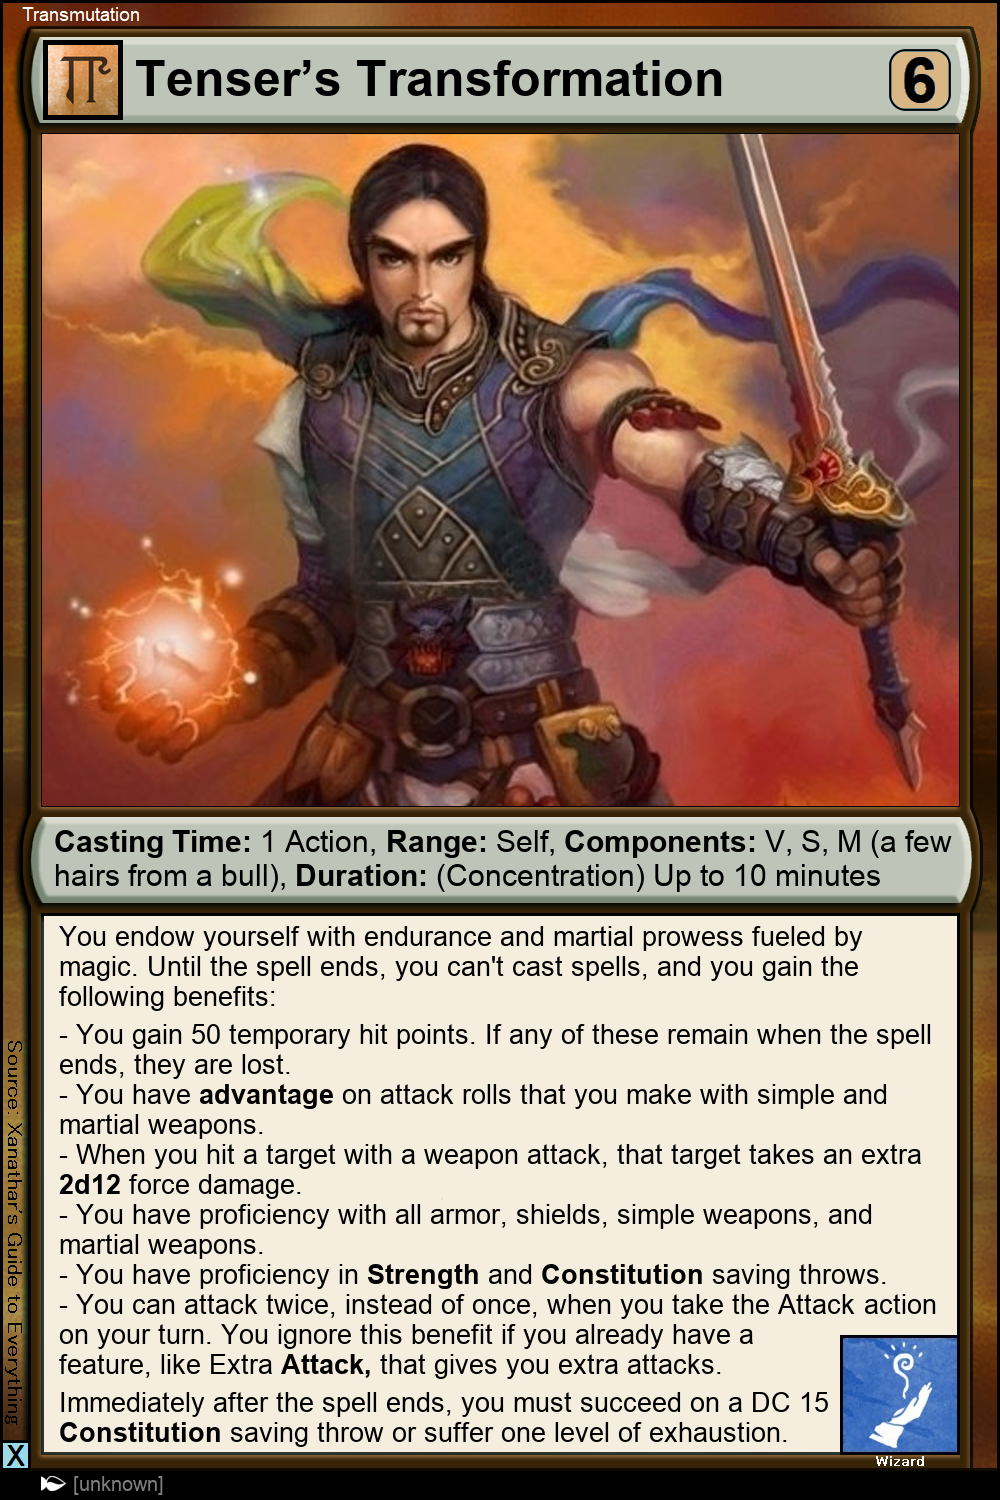 Transmutation
Tenser’s Transformation
6
Casting Time: 1 Action, Range: Self, Components: V, S, M (a few
hairs from a bull), Duration: (Concentration) Up to 10 minutes
You endow yourself with endurance and martial prowess fueled by
magic. Until the spell ends, you can't cast spells, and you gain the
following benefits:
- You gain 50 temporary hit points. If any of these remain when the spell
ends, they are lost.
- You have advantage on attack rolls that you make with simple and
martial weapons.
- When you hit a target with a weapon attack, that target takes an extra
2d12 force damage.
- You have proficiency with all armor, shields, simple weapons, and
martial weapons.
- You have proficiency in Strength and Constitution saving throws.
- You can attack twice, instead of once, when you take the Attack action
on your turn. You ignore this benefit if you already have a
feature, like Extra Attack, that gives you extra attacks.
Immediately after the spell ends, you must succeed on a DC 15
Constitution saving throw or suffer one level of exhaustion.
Wizard
Source: Xanathar's Guide to Everything
X
[unknown]